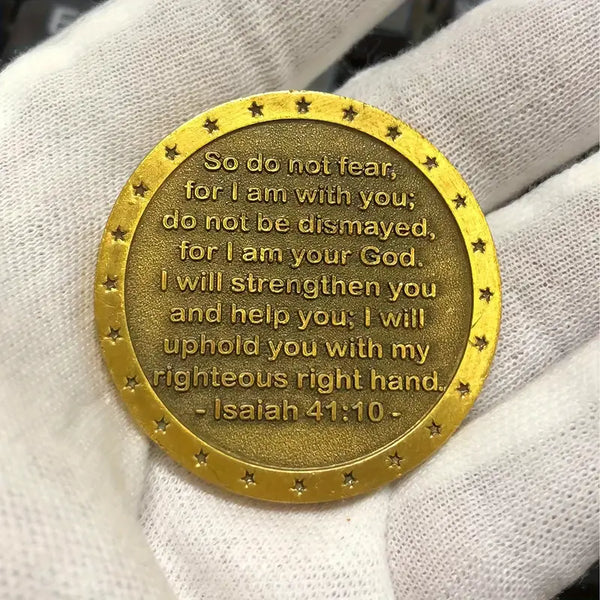 So do not fear,
for I am with you;
do not be dismayed,
for I am your God.
I will strengthen you
and help you; I will
uphold you with my
righteous right hand.
- Isaiah 41:10 -